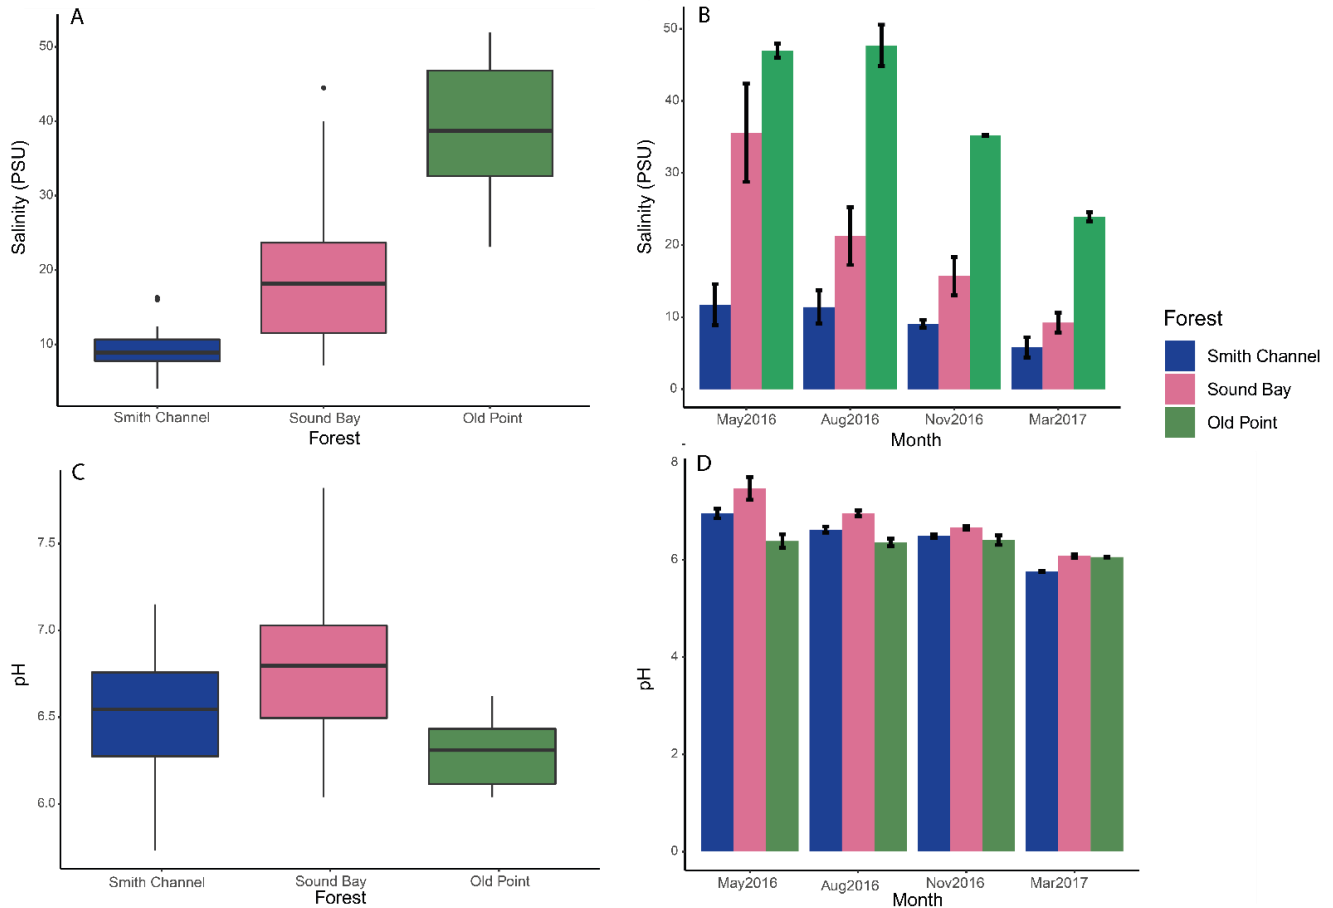 A
Salinity (PSU)
50
40
30
20
10
Smith Channel Sound Bay Old Point
Forest
B
Salinity (PSU)
50
40
30
20
10
0
May2016 Aug2016 Nov2016 Mar2017
Month
Forest
Smith Channel
Sound Bay
Old Point
C
pH
7.5
7.0
6.5
6.0
Smith Channel Sound Bay Old Point
Forest
D
pH
8
6
4
2
0
May2016 Aug2016 Nov2016 Mar2017
Month